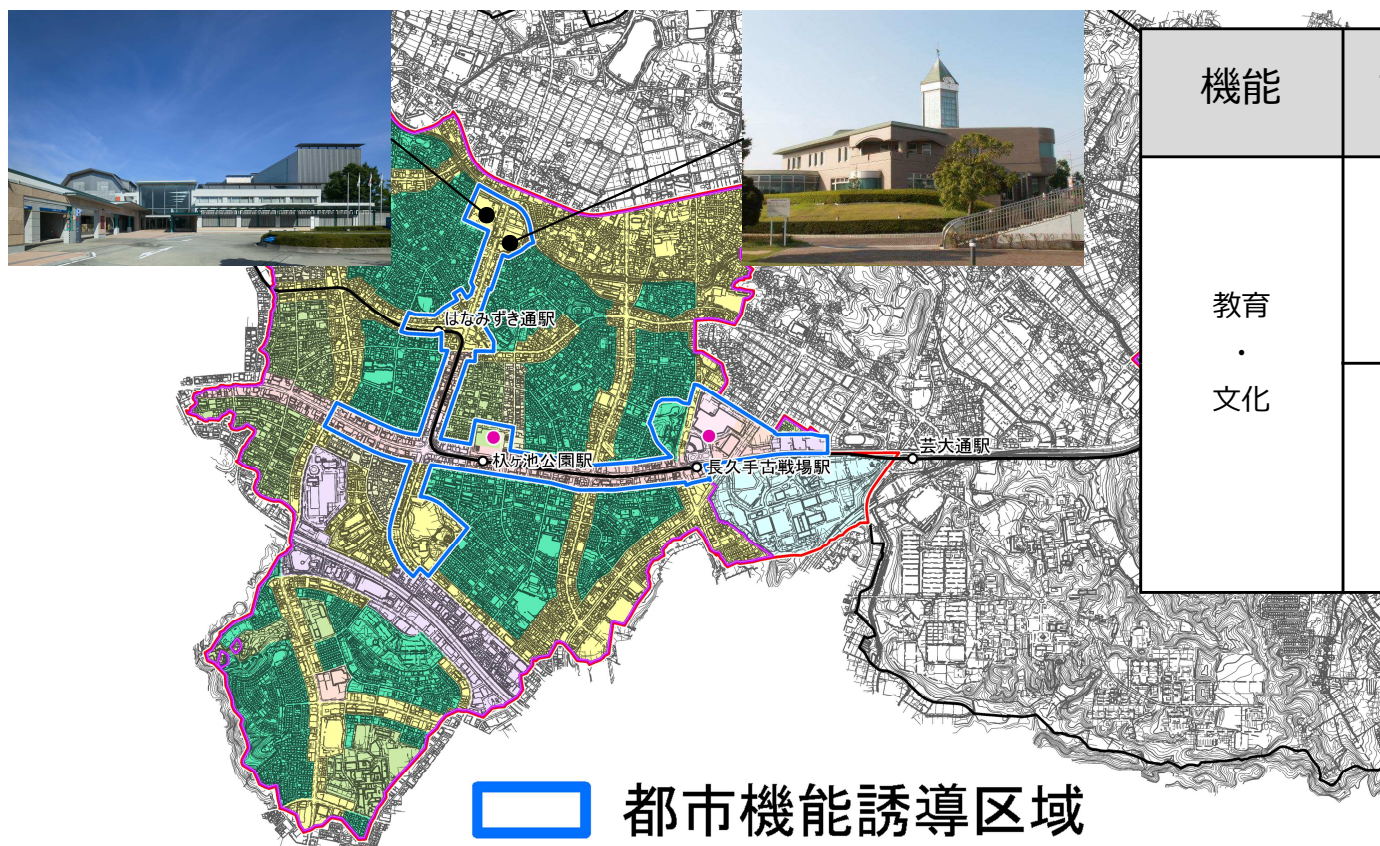 機能
教育
・
文化
はなみずき通駅
杁ヶ池公園駅
長久手古戦場駅
芸大通駅
都市機能誘導区域